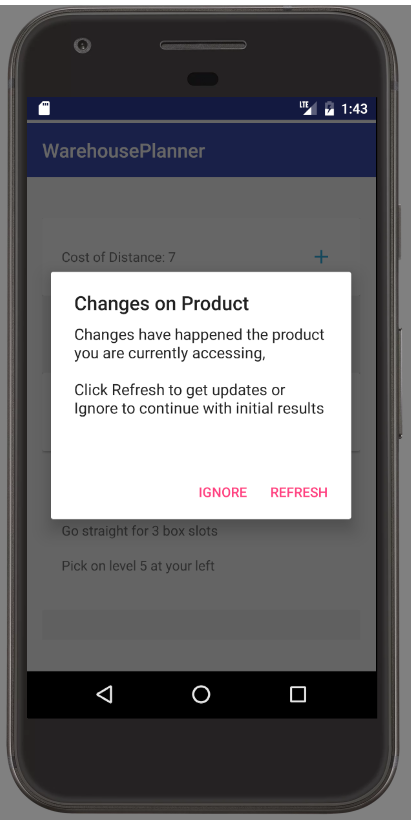 LTE 1:43
WarehousePlanner
Cost of Distance: 7 +
Changes on Product
Changes have happened the product
you are currently accessing,
Click Refresh to get updates or
Ignore to continue with initial results
IGNORE REFRESH
Go straight for 3 box slots
Pick on level 5 at your left